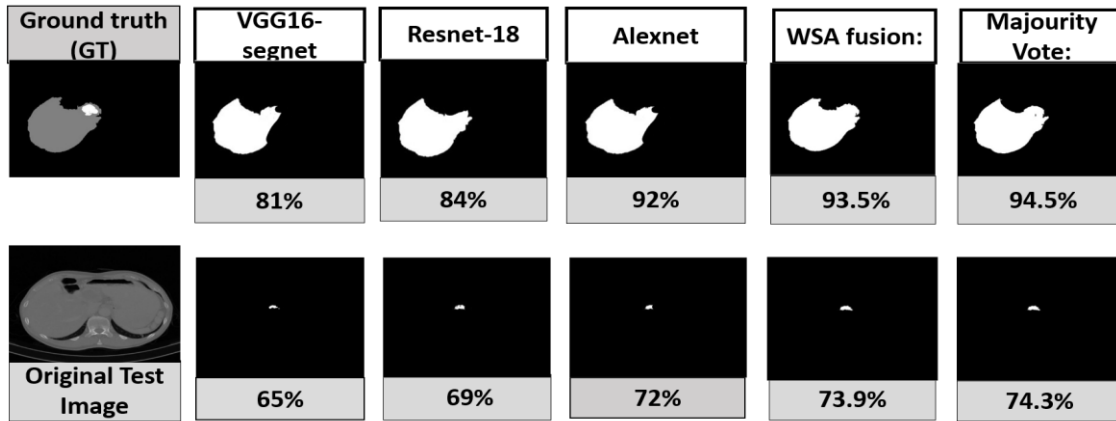 Ground truth
(GT)
VGG16-
segnet
Resnet-18
Alexnet
WSA fusion:
Majourity
Vote:
81%
84%
92%
93.5%
94.5%
Original Test
Image
65%
69%
72%
73.9%
74.3%